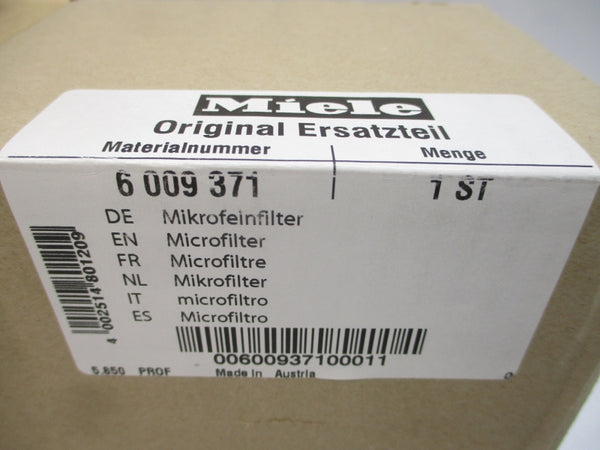 Miele
Original Ersatzteil
Materialnummer Menge
6 009 371 1 ST
DE Mikrofeinfilter
EN Microfilter
FR Microfiltre
NL Mikrofilter
IT microfiltro
ES Microfiltro
4 002514 801209
00600937100011
5.850 PROF Made in Austria